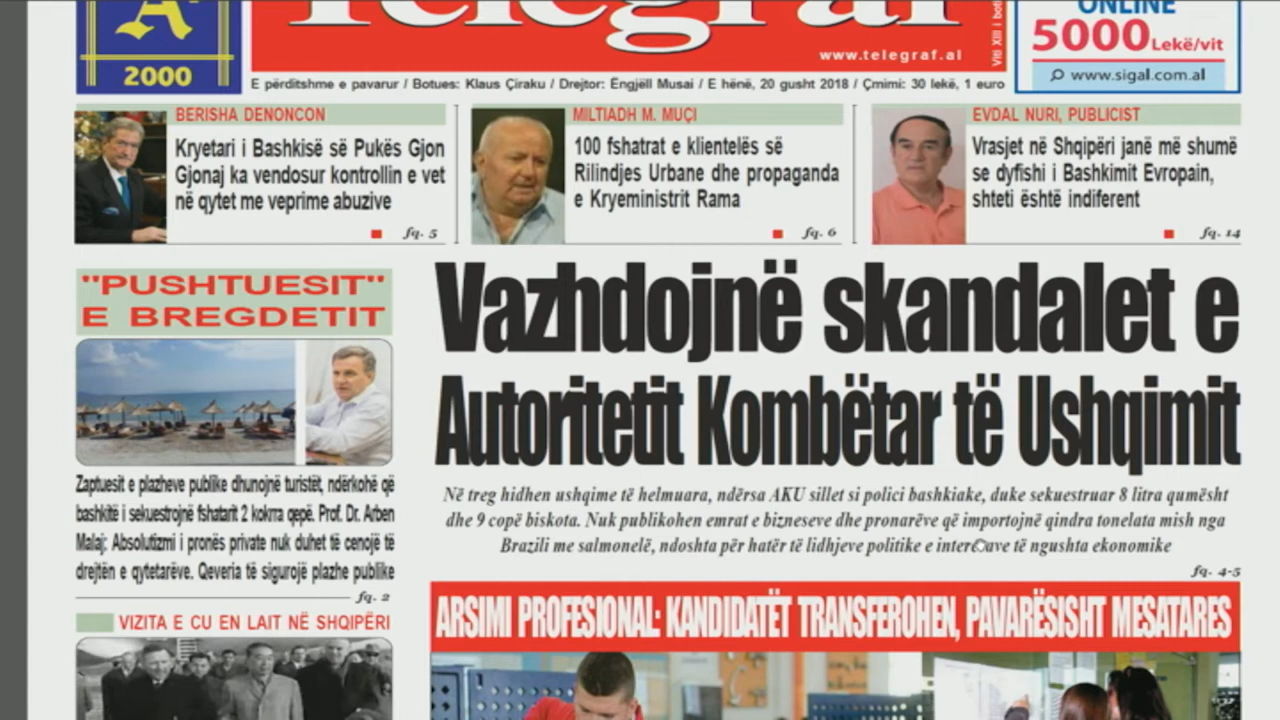 Telegraf
www.telegraf.al
Viti XIII i bot
2000
ONLINE
5000 Lekë/vit
www.sigal.com.al
E përditshme e pavarur / Botues: Klaus Çiraku / Drejtor: Ëngjëll Musai / E hënë, 20 gusht 2018 / Çmimi: 30 lekë, 1 euro
BERISHA DENONCON
Kryetari i Bashkisë së Pukës Gjon
Gjonaj ka vendosur kontrollin e vet
në qytet me veprime abuzive
fq. 5
MILTIADH M. MUÇI
100 fshatrat e klientelës së
Rilindjes Urbane dhe propaganda
e Kryeministrit Rama
fq. 6
EVDAL NURI, PUBLICIST
Vrasjet në Shqipëri janë më shumë
se dyfishi i Bashkimit Evropain,
shteti është indiferent
fq. 14
"PUSHTUESIT"
E BREGDETIT
Zaptuesit e plazheve publike dhunojnë turistët, ndërkohë që
bashkitë i sekuestrojnë fshatarit 2 kokrra qepë. Prof. Dr. Arben
Malaj: Absolutizmi i pronës private nuk duhet të cenojë të
drejtën e qytetarëve. Qeveria të sigurojë plazhe publike
fq. 2
VIZITA E CU EN LAIT NË SHQIPËRI
Vazhdojnë skandalet e
Autoritetit Kombëtar të Ushqimit
Në treg hidhen ushqime të helmuara, ndërsa AKU sillet si polici bashkiake, duke sekuestruar 8 litra qumësht
dhe 9 copë biskota. Nuk publikohen emrat e bizneseve dhe pronarëve që importojnë qindra tonelata mish nga
Brazili me salmonelë, ndoshta për hatër të lidhjeve politike e interesave të ngushta ekonomike
fq. 4-5
ARSIMI PROFESIONAL: KANDIDATËT TRANSFEROHEN, PAVARËSISHT MESATARES